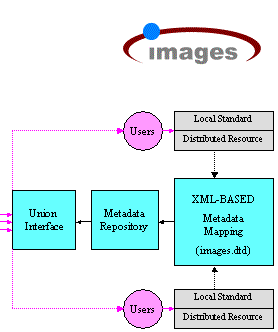 images
Users
Local Standard
Distributed Resource
Union
Interface
Metadata
Repository
XML-BASED
Metadata
Mapping
(images.dtd)
Users
Local Standard
Distributed Resource